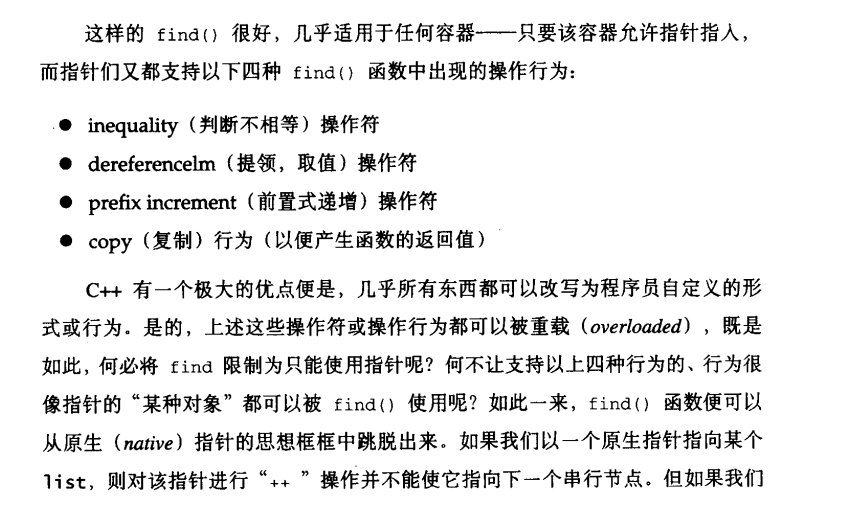 这样的 find() 很好，几乎适用于任何容器——只要该容器允许指针指入，
而指针们又都支持以下四种 find() 函数中出现的操作行为：
● inequality（判断不相等）操作符
● dereferencelm（提领，取值）操作符
● prefix increment（前置式递增）操作符
● copy（复制）行为（以便产生函数的返回值）
C++ 有一个极大的优点便是，几乎所有东西都可以改写为程序员自定义的形
式或行为。是的，上述这些操作符或操作行为都可以被重载（overloaded），既是
如此，何必将 find 限制为只能使用指针呢？何不让支持以上四种行为的、行为很
像指针的“某种对象”都可以被 find() 使用呢？如此一来，find() 函数便可以
从原生（native）指针的思想框框中跳脱出来。如果我们以一个原生指针指向某个
list，则对该指针进行“++ ”操作并不能使它指向下一个串行节点。但如果我们